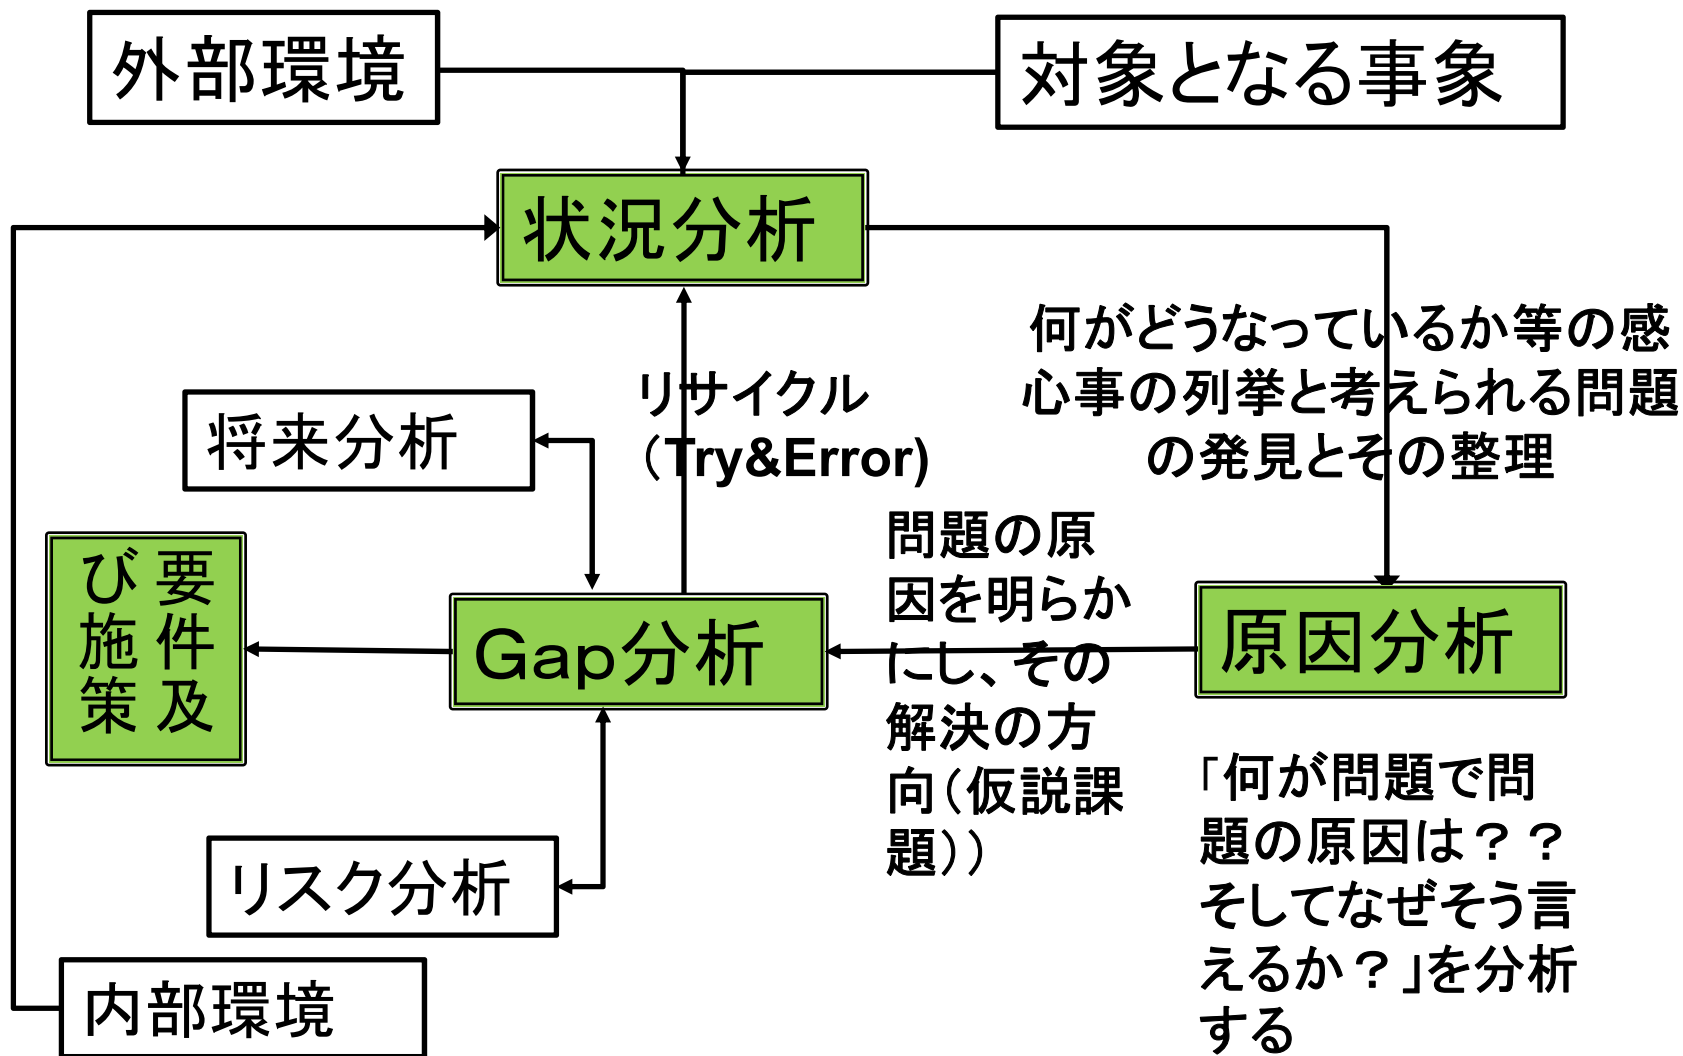 外部環境
対象となる事象
状況分析
何がどうなっているか等の感
心事の列挙と考えられる問題
の発見とその整理
リサイクル
（Try&Error)
将来分析
問題の原
因を明らか
にし、その
解決の方
向（仮説課
題））
要件及
び施策
Gap分析
原因分析
「何が問題で問
題の原因は？？
そしてなぜそう言
えるか？」を分析
する
リスク分析
内部環境